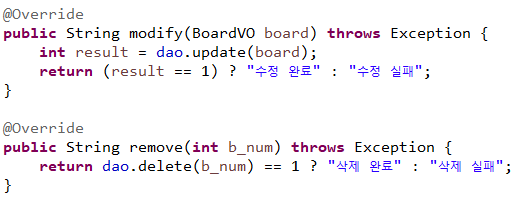 @Override
public String modify(BoardVO board) throws Exception {
    int result = dao.update(board);
    return (result == 1) ? "수정 완료" : "수정 실패";
}
@Override
public String remove(int b_num) throws Exception {
    return dao.delete(b_num) == 1 ? "삭제 완료" : "삭제 실패";
}